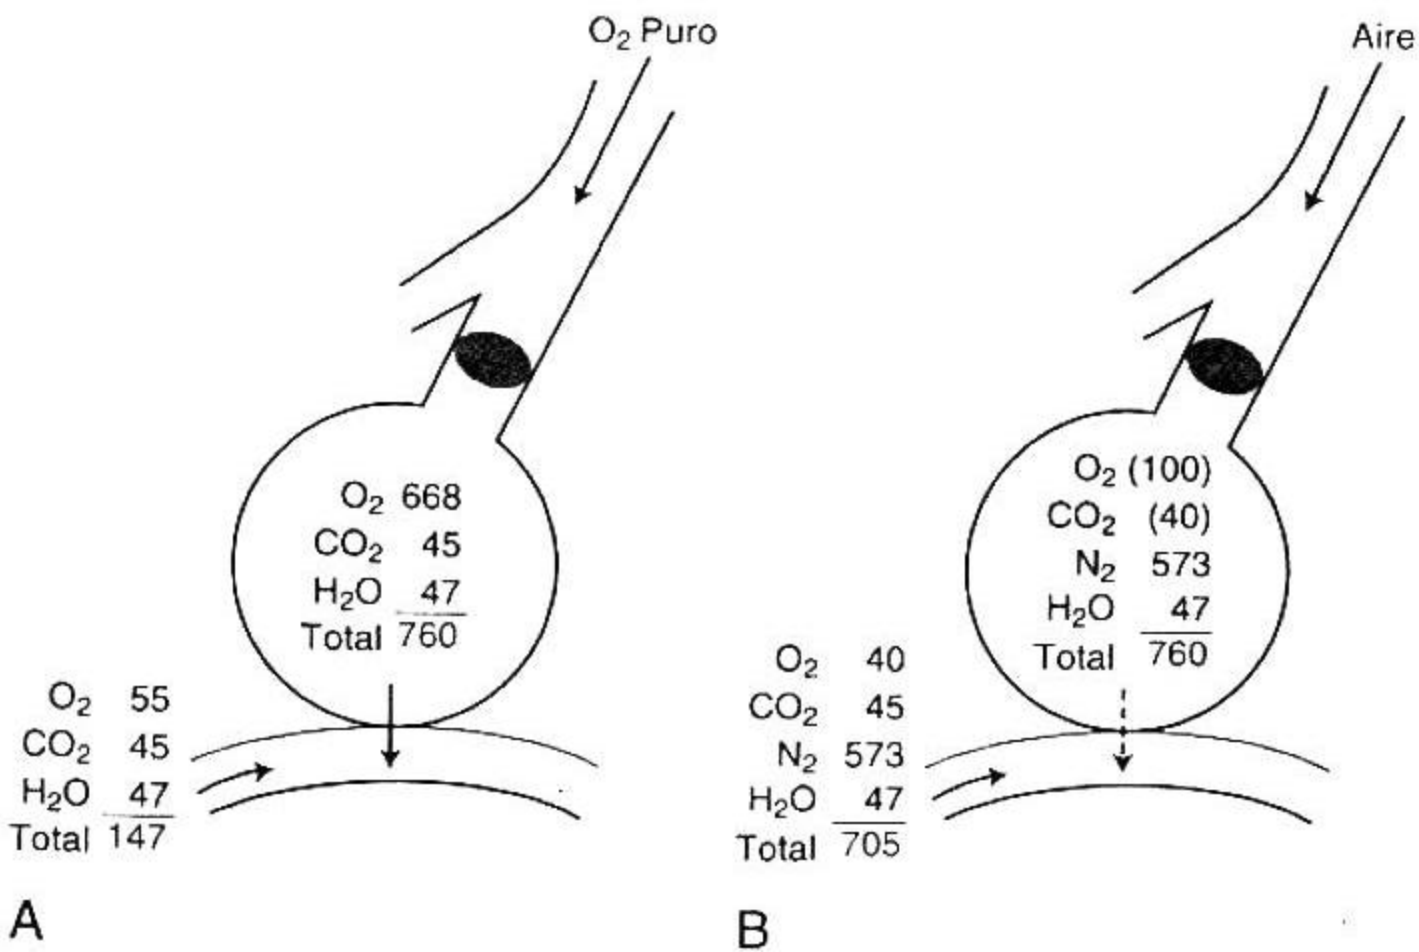 O₂ Puro
O₂ 668
CO₂ 45
H₂O 47
Total 760
O₂ 55
CO₂ 45
H₂O 47
Total 147
A
Aire
O₂ (100)
CO₂ (40)
N₂ 573
H₂O 47
Total 760
O₂ 40
CO₂ 45
N₂ 573
H₂O 47
Total 705
B